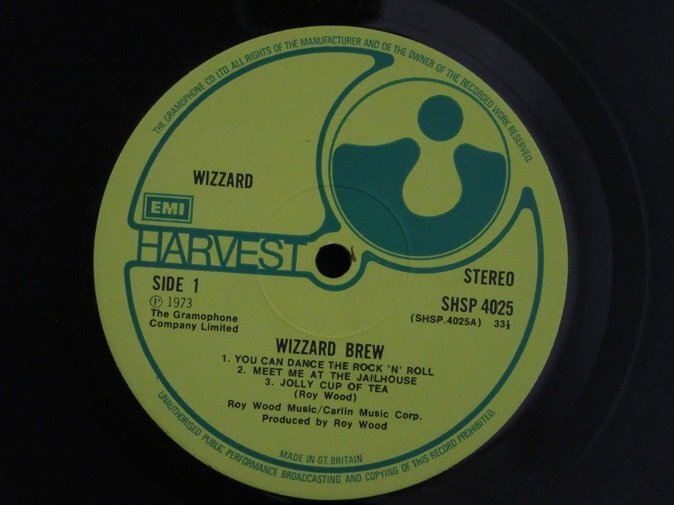 THE GRAMOPHONE CO LTD. ALL RIGHTS OF THE MANUFACTURER AND OF THE OWNER OF THE RECORDED WORK RESERVED.
WIZZARD
EMI
HARVEST
STEREO
SIDE 1
SHSP 4025
Ⓟ 1973
(SHSP.4025A) 33⅓
The Gramophone
Company Limited
WIZZARD BREW
1. YOU CAN DANCE THE ROCK 'N' ROLL
2. MEET ME AT THE JAILHOUSE
3. JOLLY CUP OF TEA
(Roy Wood)
Roy Wood Music/Carlin Music Corp.
Produced by Roy Wood
MADE IN GT. BRITAIN
UNAUTHORISED PUBLIC PERFORMANCE BROADCASTING AND COPYING OF THIS RECORD PROHIBITED.